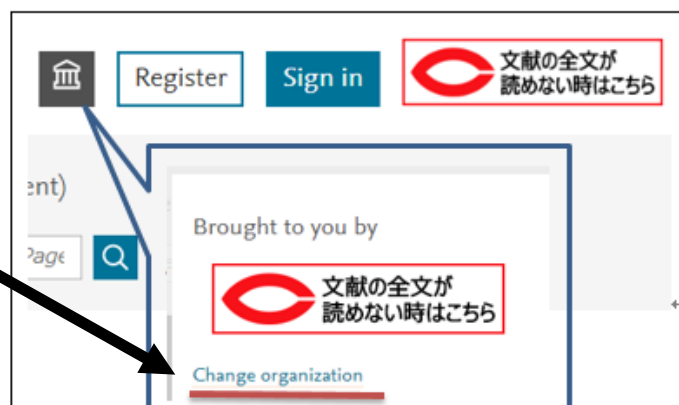 Register
Sign in
文献の全文が
読めない時はこちら
ent)
Page
Brought to you by
文献の全文が
読めない時はこちら
Change organization